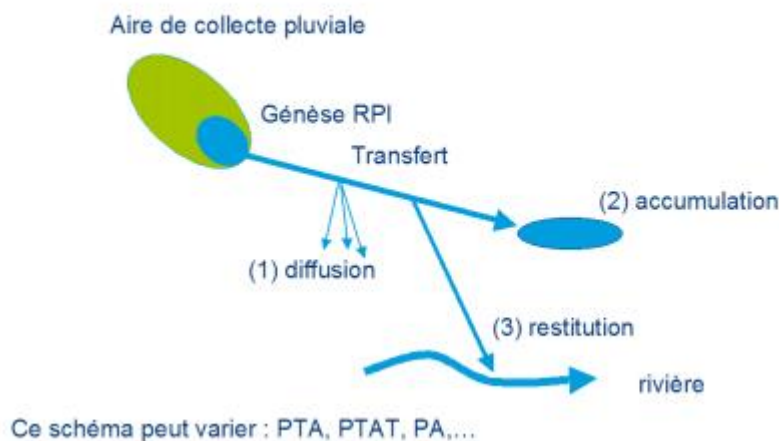 Aire de collecte pluviale
Génèse RPI
Transfert
(2) accumulation
(1) diffusion
(3) restitution
rivière
Ce schéma peut varier : PTA, PTAT, PA,...